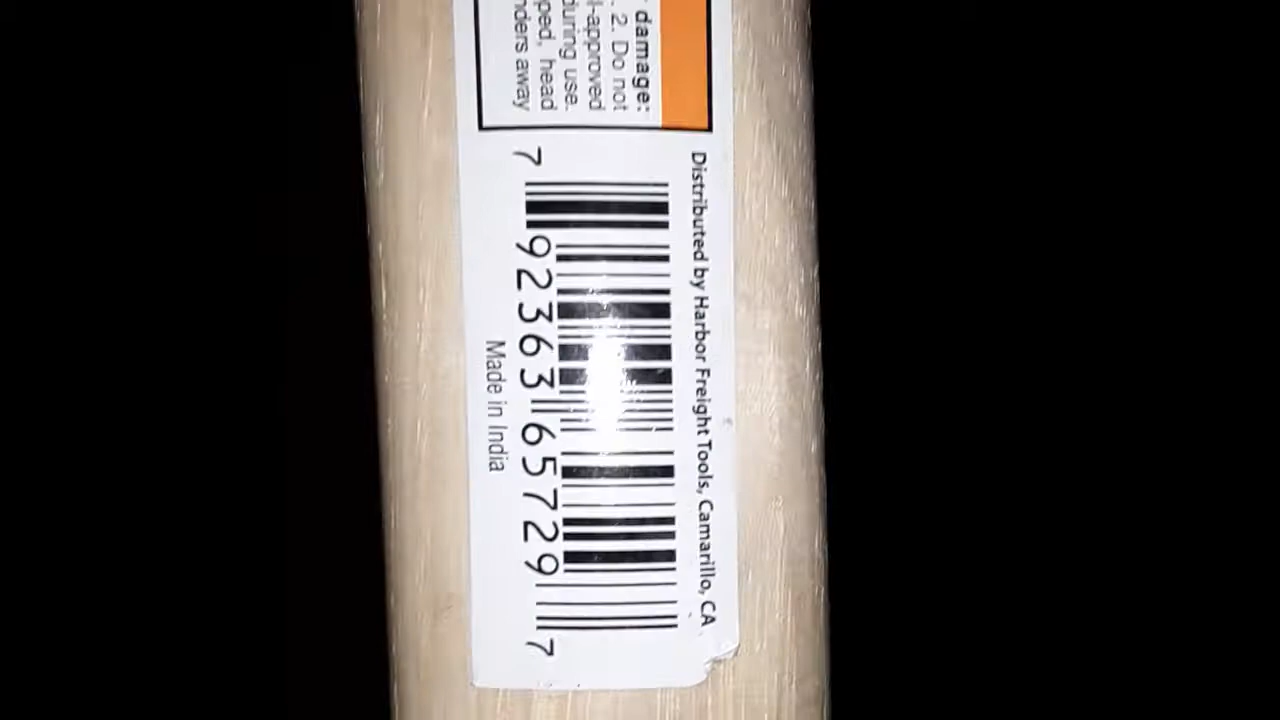 damage:
2. Do not
-approved
during use.
ped, head
nders away
Distributed by Harbor Freight Tools, Camarillo, CA
7 92363 65729 7
Made in India